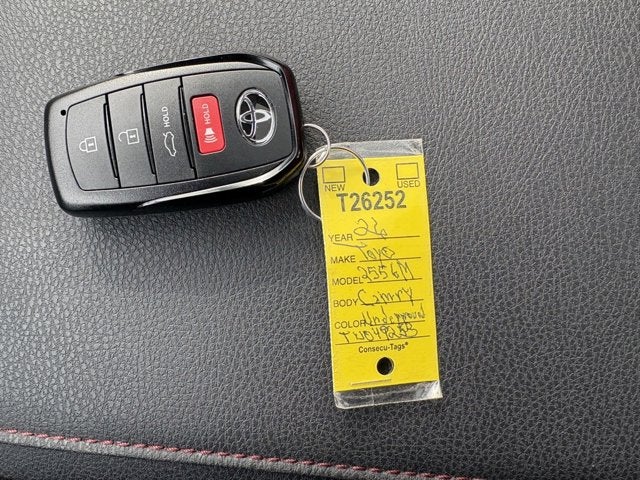 HOLD
HOLD
NEW USED
T26252
YEAR 26
MAKE Toyo
MODEL 2556M
BODY Camry
COLOR Underground
Consecu-Tags®